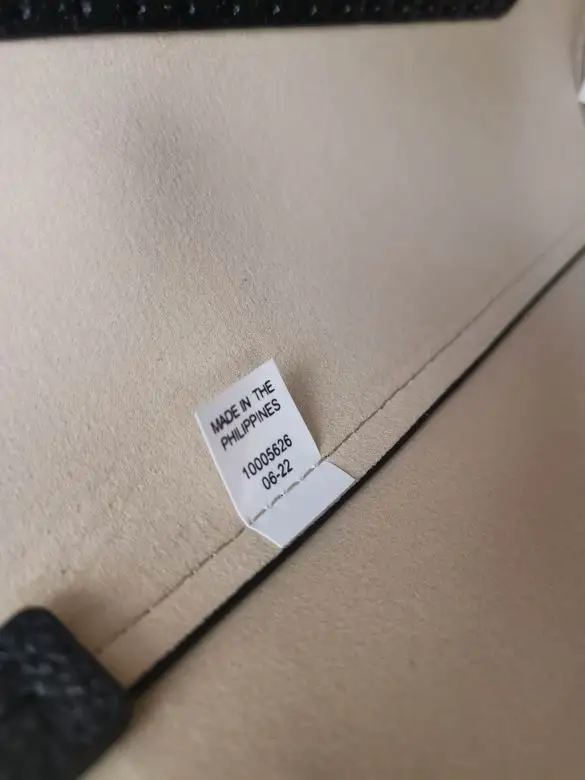 MADE IN THE
PHILIPPINES
10005626
06-22